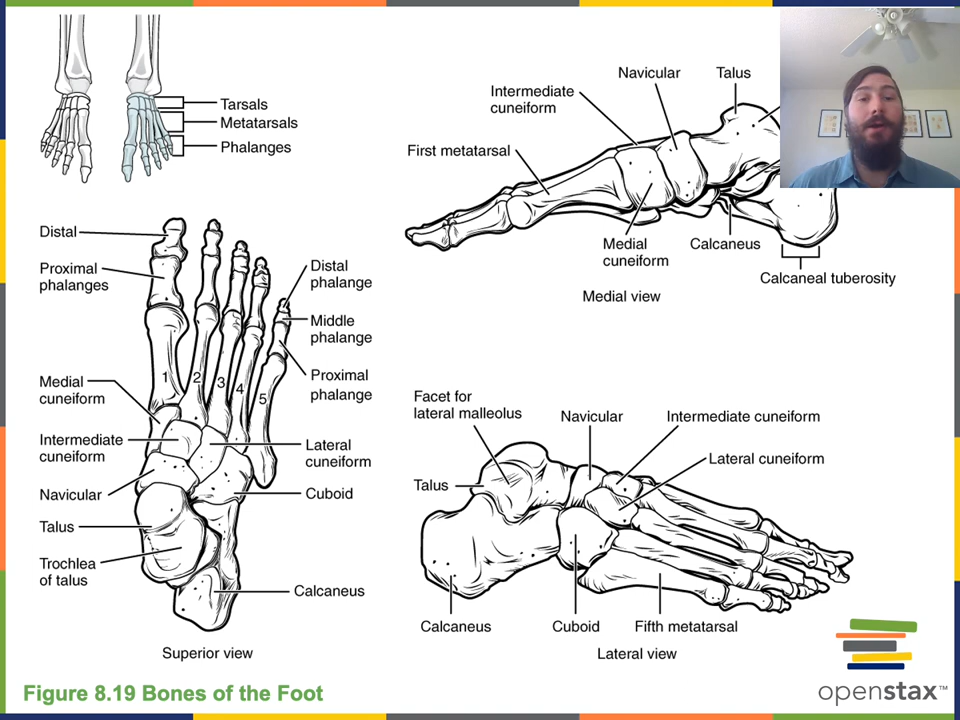 Tarsals
Metatarsals
Phalanges
Distal
Proximal
phalanges
Distal
phalange
Middle
phalange
Proximal
phalange
1
2
3
4
5
Medial
cuneiform
Intermediate
cuneiform
Lateral
cuneiform
Navicular
Cuboid
Talus
Trochlea
of talus
Calcaneus
Superior view
Navicular
Talus
Intermediate
cuneiform
First metatarsal
Medial
cuneiform
Calcaneus
Calcaneal tuberosity
Medial view
Facet for
lateral malleolus
Navicular
Intermediate cuneiform
Lateral cuneiform
Talus
Calcaneus
Cuboid
Fifth metatarsal
Lateral view
Figure 8.19 Bones of the Foot
openstax™